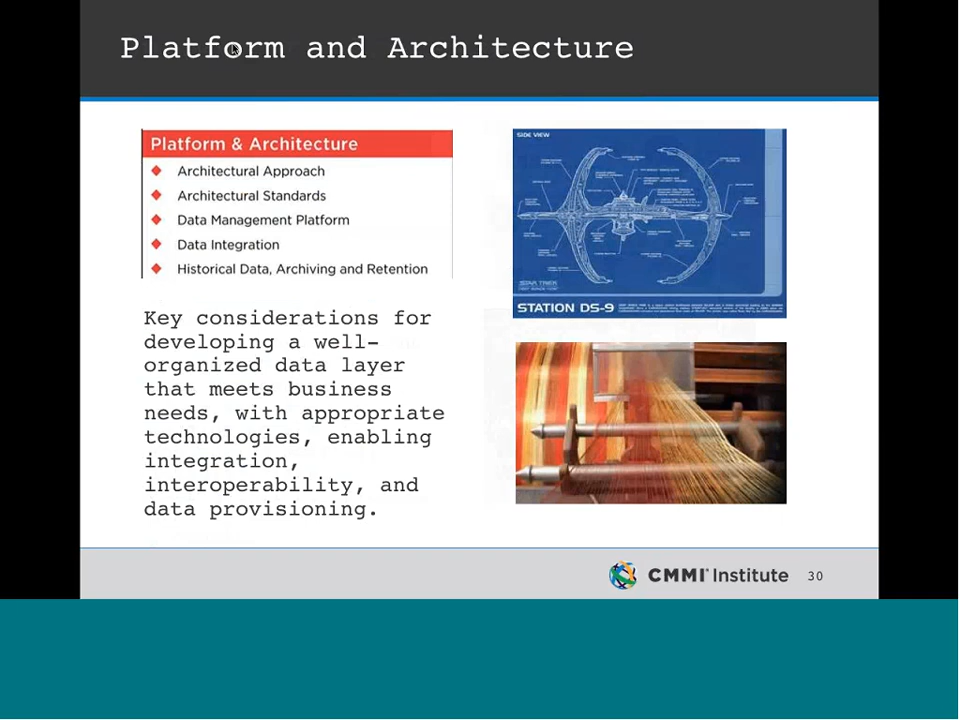 Platform and Architecture
Platform & Architecture
Architectural Approach
Architectural Standards
Data Management Platform
Data Integration
Historical Data, Archiving and Retention
Key considerations for
developing a well-
organized data layer
that meets business
needs, with appropriate
technologies, enabling
integration,
interoperability, and
data provisioning.
SIDE VIEW
STAR TREK
STATION DS-9
CMMI Institute
30